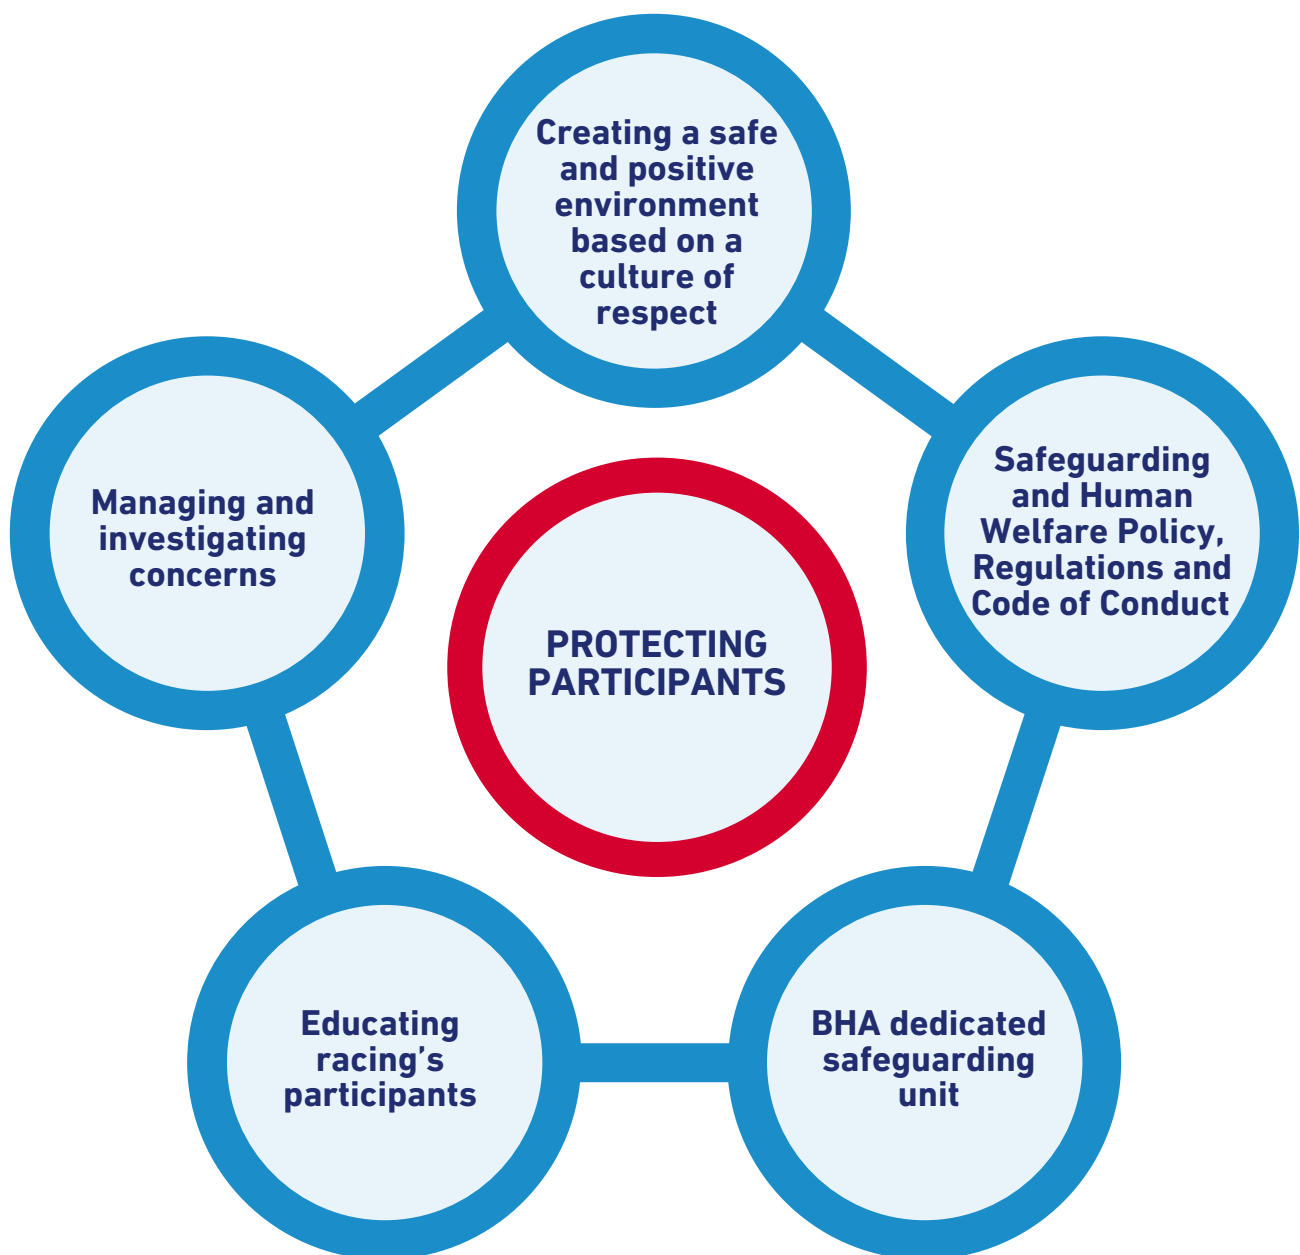 Creating a safe
and positive
environment
based on a
culture of
respect
Safeguarding
and Human
Welfare Policy,
Regulations and
Code of Conduct
Managing and
investigating
concerns
PROTECTING
PARTICIPANTS
Educating
racing’s
participants
BHA dedicated
safeguarding
unit